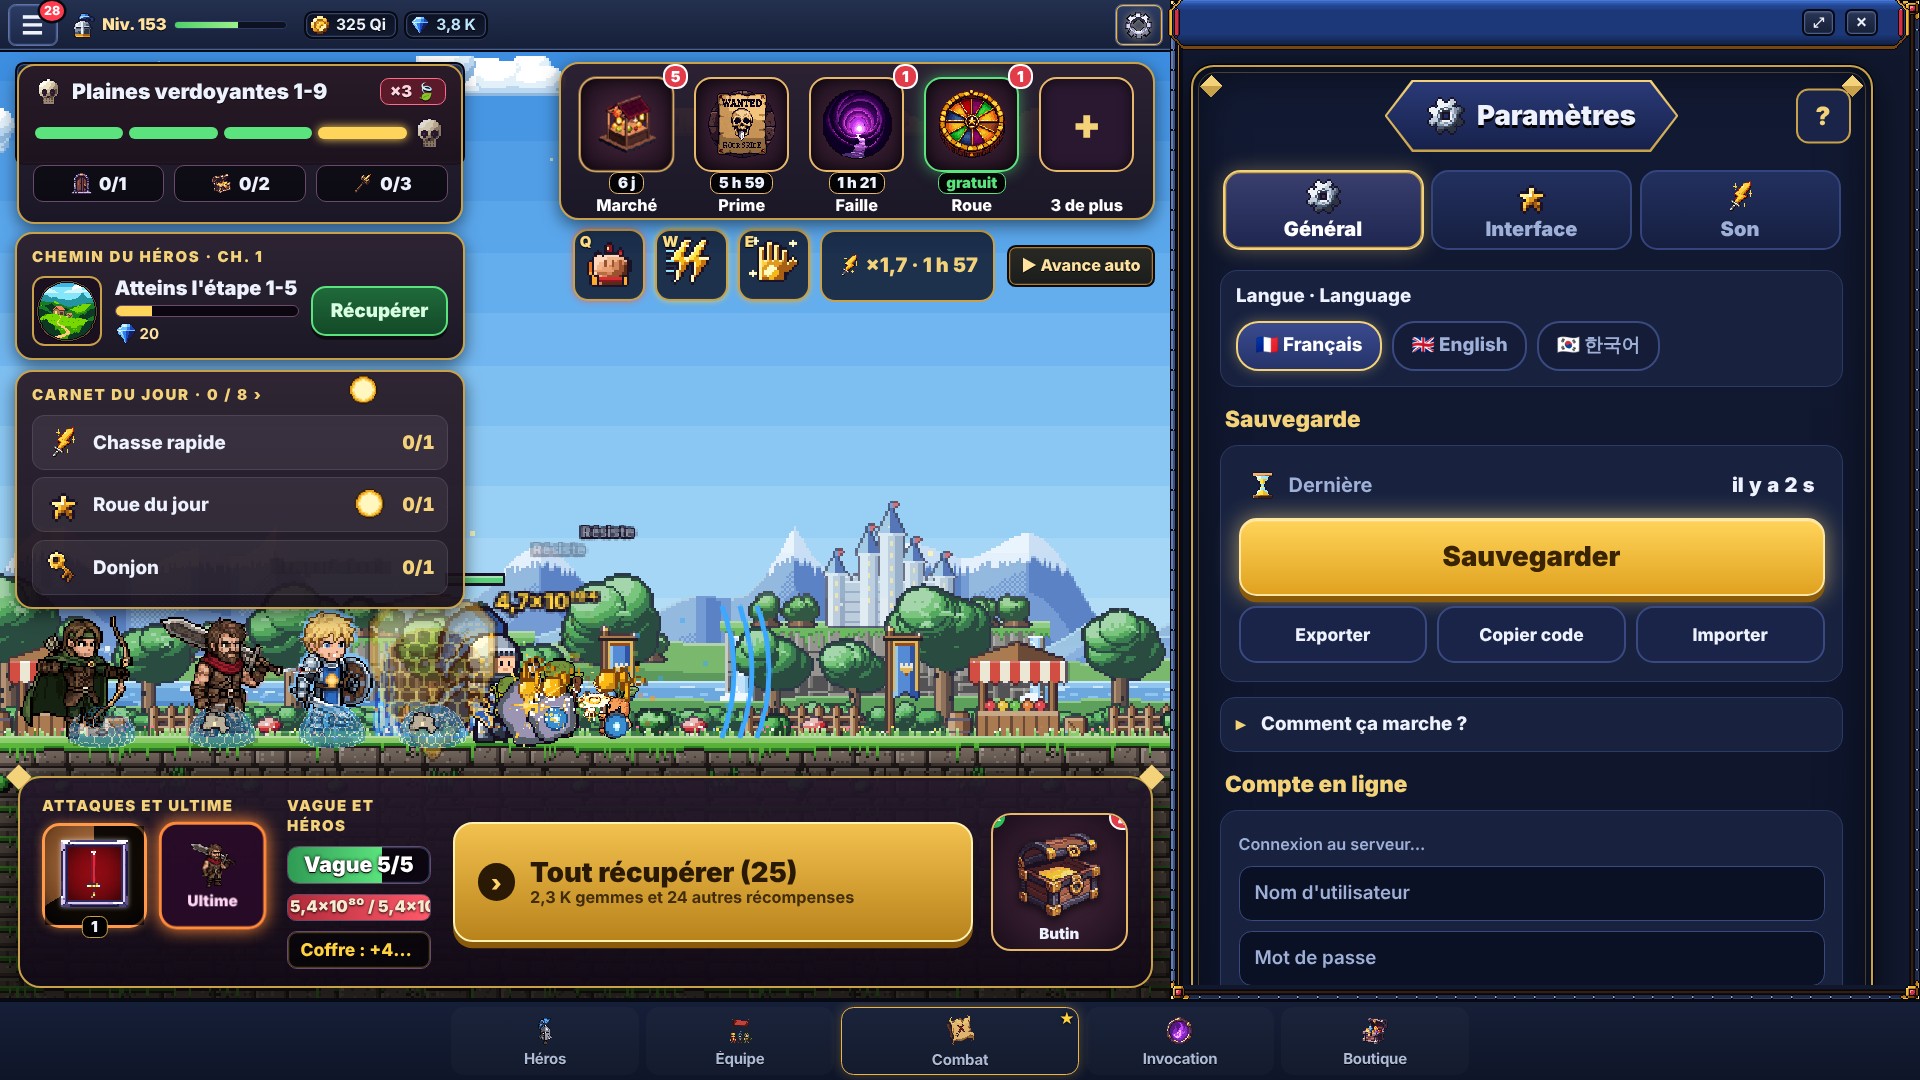 28
Niv. 153
325 Qi
3,8 K
Plaines verdoyantes 1-9
×3
0/1
0/2
0/3
CHEMIN DU HÉROS · CH. 1
Atteins l'étape 1-5
20
Récupérer
CARNET DU JOUR · 0 / 8 ›
Chasse rapide
0/1
Roue du jour
0/1
Donjon
0/1
5
6 j
Marché
WANTED
5 h 59
Prime
1
1 h 21
Faille
1
gratuit
Roue
+
3 de plus
Q
W
E
×1,7 · 1 h 57
▶ Avance auto
Résiste
Résiste
ATTAQUES ET ULTIME
1
Ultime
VAGUE ET
HÉROS
Vague 5/5
5,4×10⁸⁰ / 5,4×10
Coffre : +4...
Tout récupérer (25)
2,3 K gemmes et 24 autres récompenses
Butin
Paramètres
?
Général
Interface
Son
Langue · Language
Français
English
한국어
Sauvegarde
Dernière
il y a 2 s
Sauvegarder
Exporter
Copier code
Importer
Comment ça marche ?
Compte en ligne
Connexion au serveur...
Nom d'utilisateur
Mot de passe
Héros
Équipe
Combat
Invocation
Boutique